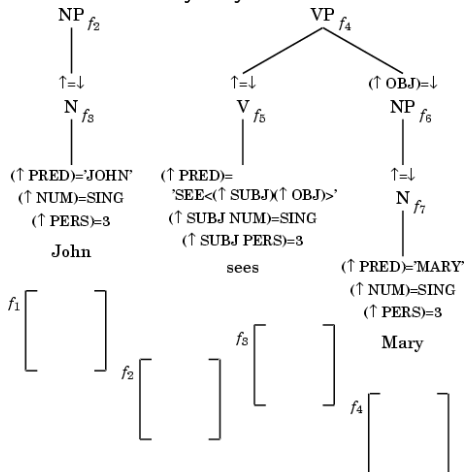 NP f2 VP f4
↑=↓ ↑=↓ (↑ OBJ)=↓
N f3 V f5 NP f6
(↑ PRED)='JOHN' (↑ PRED)= ↑=↓
(↑ NUM)=SING 'SEE<(↑ SUBJ)(↑ OBJ)>' N f7
(↑ PERS)=3 (↑ SUBJ NUM)=SING
John (↑ SUBJ PERS)=3
sees (↑ PRED)='MARY'
(↑ NUM)=SING
(↑ PERS)=3
Mary
f1
f2
f3
f4